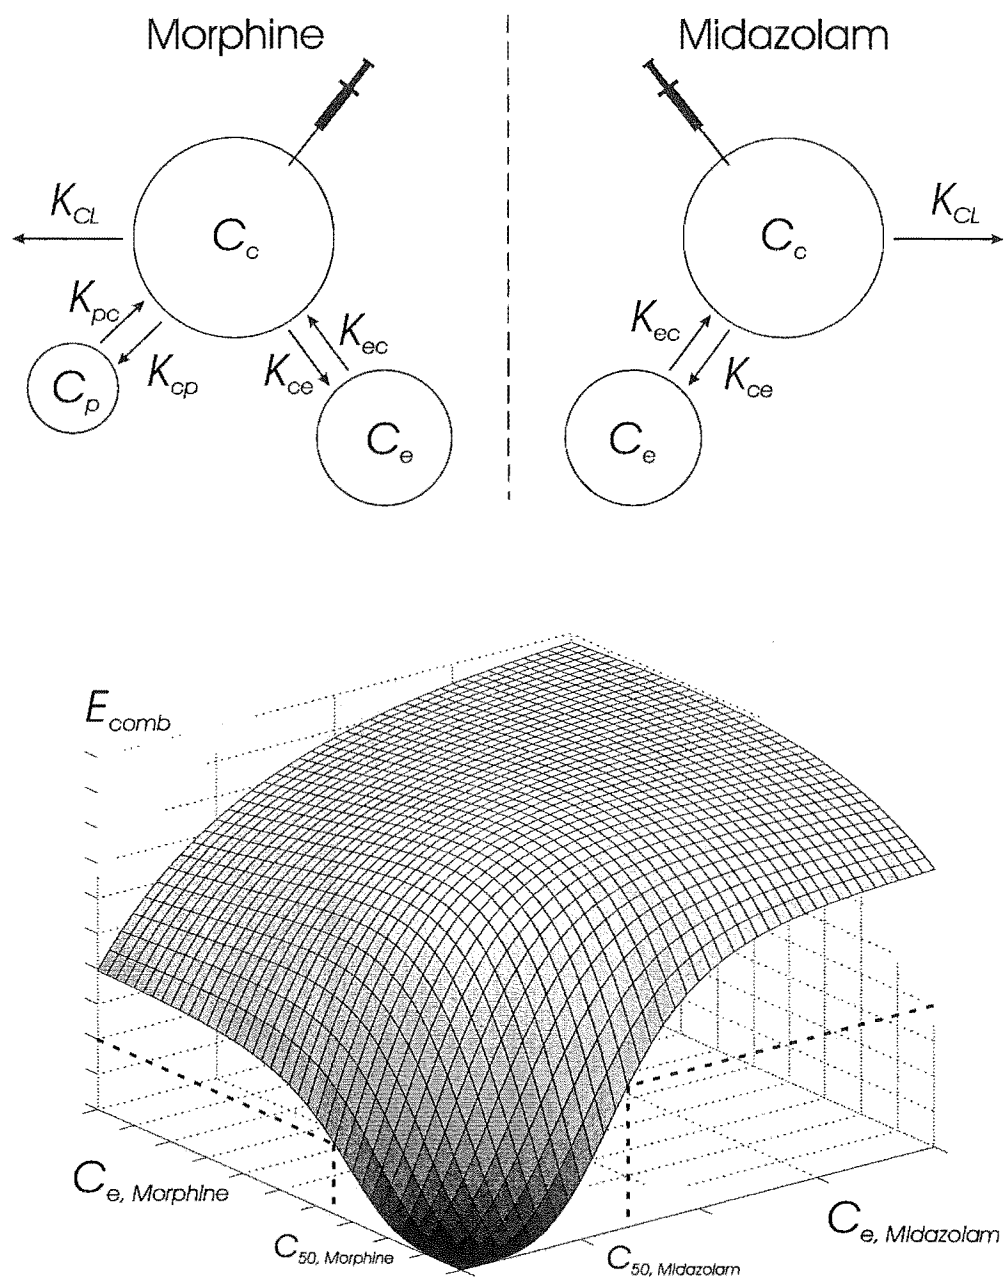 Morphine
Midazolam
K_CL
C_c
K_pc
K_cp
C_p
K_ce
K_ec
C_e
C_c
K_CL
K_ec
K_ce
C_e
E_comb
C_e, Morphine
C_50, Morphine
C_50, Midazolam
C_e, Midazolam